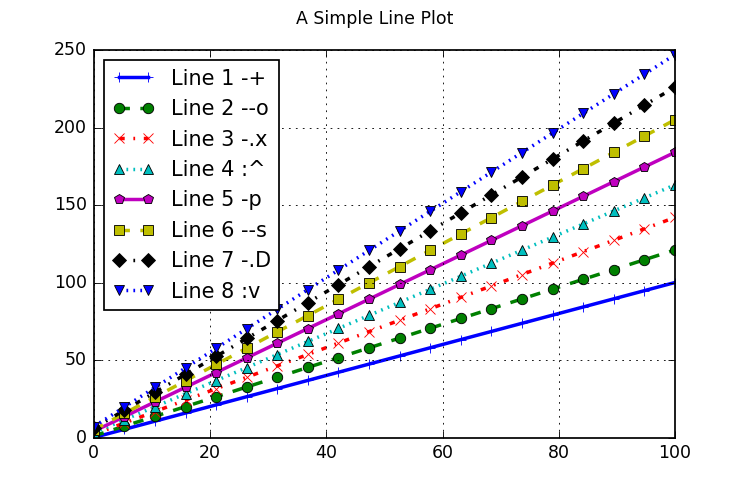 A Simple Line Plot
250
200
150
100
50
0
Line 1 -+
Line 2 --o
Line 3 -.x
Line 4 :^
Line 5 -p
Line 6 --s
Line 7 -.D
Line 8 :v
0 20 40 60 80 100